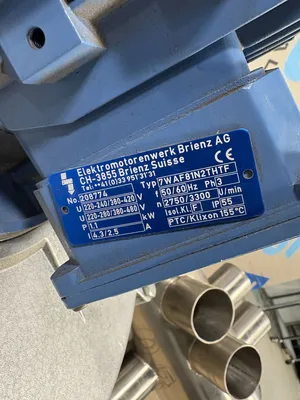 Elektromotorenwerk Brienz AG
CH-3855 Brienz Suisse
Tel:++41(0)33 951 31 31
No. 208774 Typ 7WAF81N2THTF
U 220-240/380-420 V f 50/60 Hz Ph 3
U 220-280/380-480 V n 2750/3300 U/min
P 1.1 kW Isol.Kl. F IP 55
I 4.3/2.5 A PTC/Klixon 155°C
CE